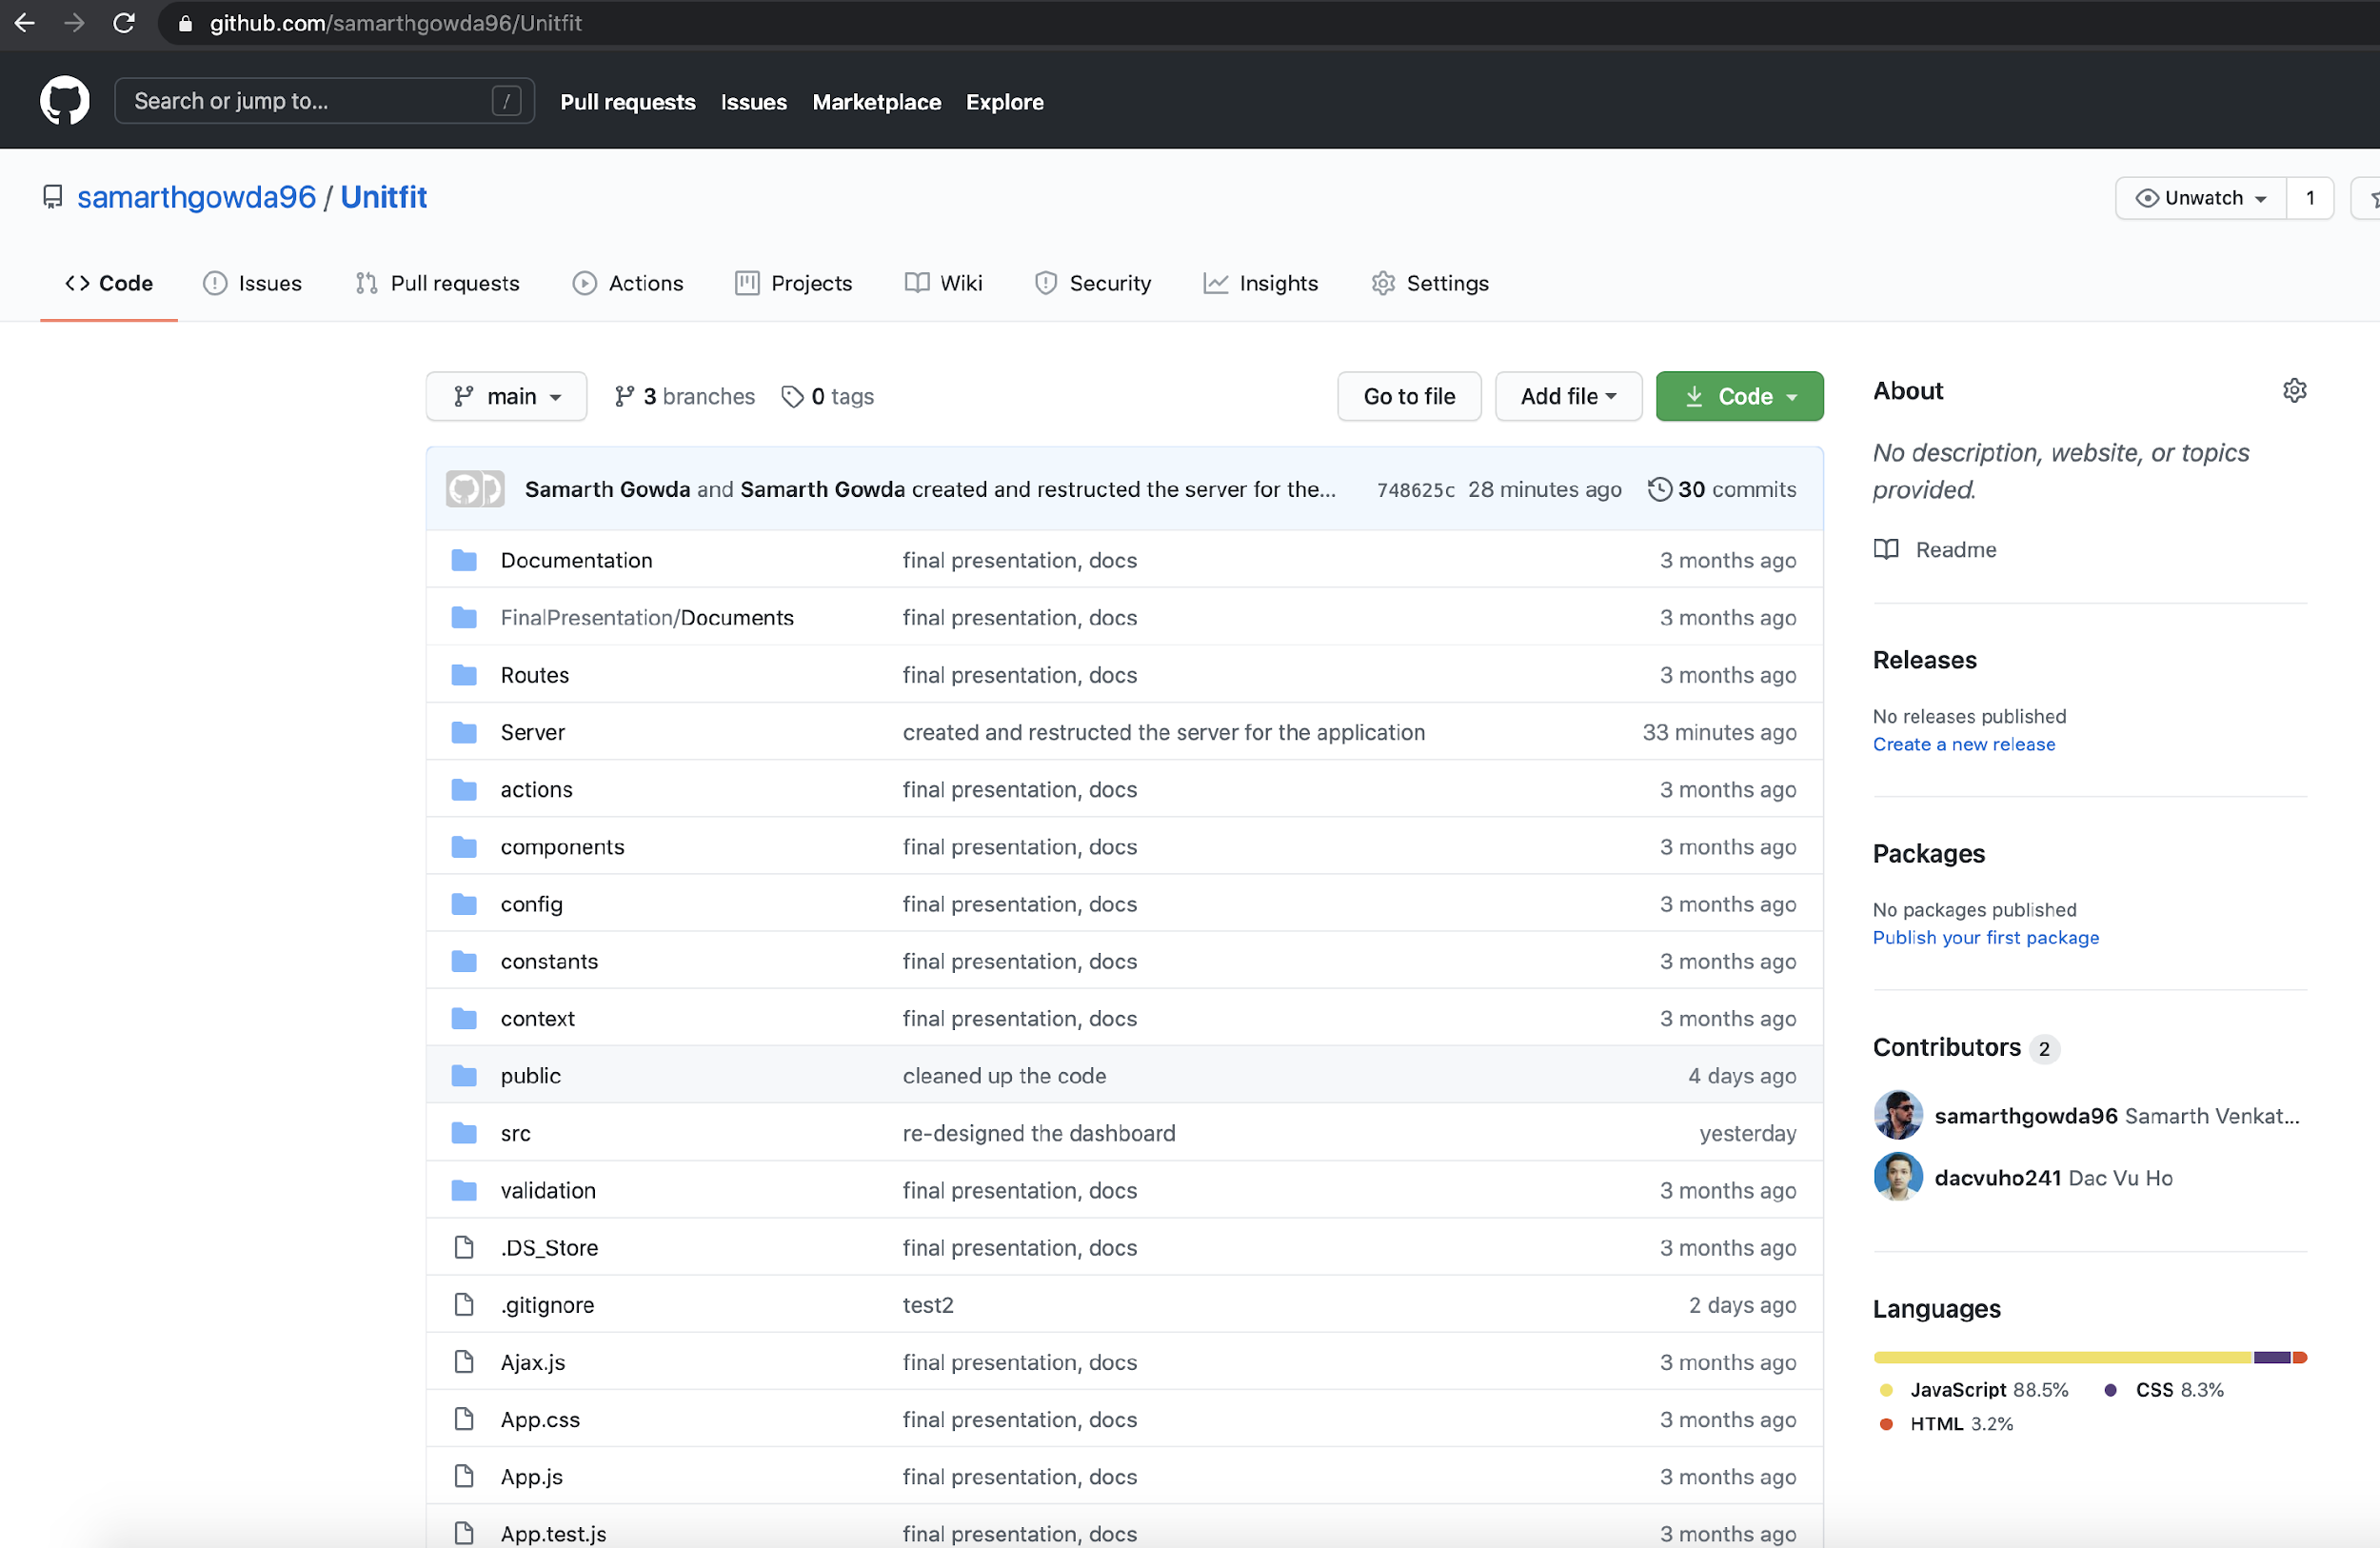 github.com/samarthgowda96/Unitfit
Search or jump to... / Pull requests Issues Marketplace Explore
samarthgowda96 / Unitfit Unwatch 1
Code Issues Pull requests Actions Projects Wiki Security Insights Settings
main 3 branches 0 tags Go to file Add file Code
Samarth Gowda and Samarth Gowda created and restructed the server for the... 748625c 28 minutes ago 30 commits
Documentation final presentation, docs 3 months ago
FinalPresentation/Documents final presentation, docs 3 months ago
Routes final presentation, docs 3 months ago
Server created and restructed the server for the application 33 minutes ago
actions final presentation, docs 3 months ago
components final presentation, docs 3 months ago
config final presentation, docs 3 months ago
constants final presentation, docs 3 months ago
context final presentation, docs 3 months ago
public cleaned up the code 4 days ago
src re-designed the dashboard yesterday
validation final presentation, docs 3 months ago
.DS_Store final presentation, docs 3 months ago
.gitignore test2 2 days ago
Ajax.js final presentation, docs 3 months ago
App.css final presentation, docs 3 months ago
App.js final presentation, docs 3 months ago
App.test.js final presentation, docs 3 months ago
About
No description, website, or topics
provided.
Readme
Releases
No releases published
Create a new release
Packages
No packages published
Publish your first package
Contributors 2
samarthgowda96 Samarth Venkat...
dacvuho241 Dac Vu Ho
Languages
JavaScript 88.5% CSS 8.3%
HTML 3.2%